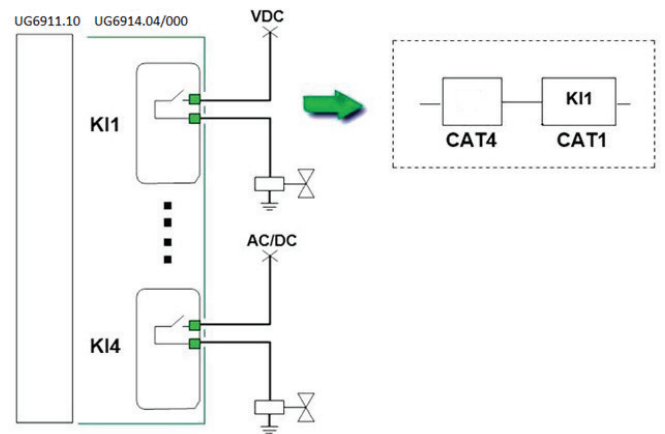 UG6911.10 UG6914.04/000
VDC
KI1
KI1
CAT4 CAT1
AC/DC
KI4